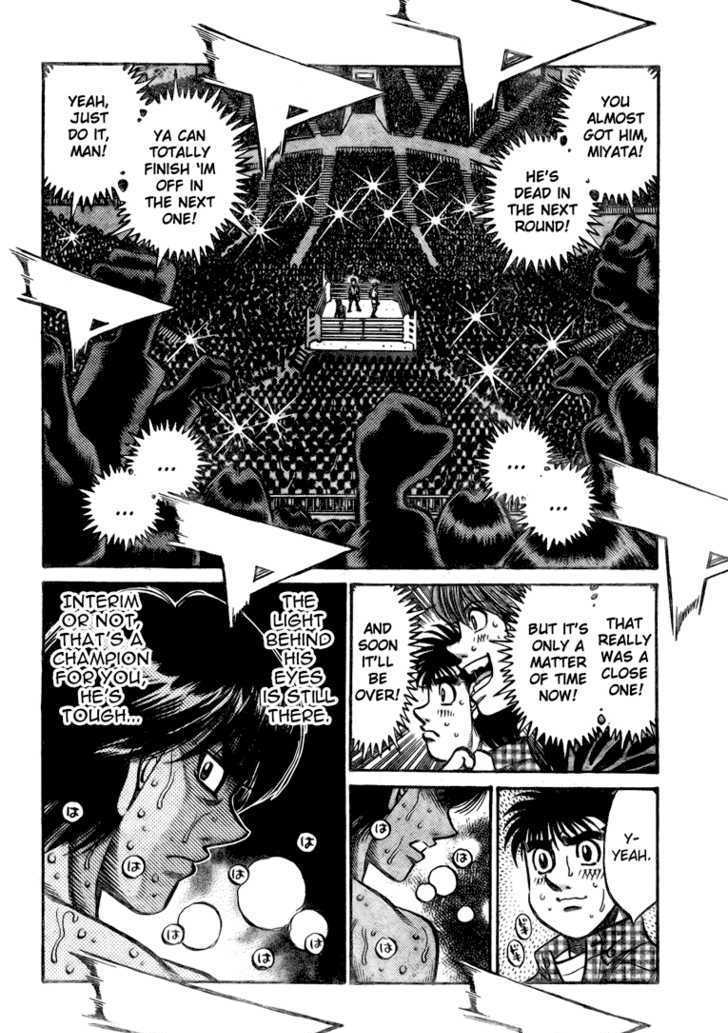 YOU
ALMOST
GOT HIM,
MIYATA!
HE'S
DEAD IN
THE NEXT
ROUND!
YA CAN
TOTALLY
FINISH 'IM
OFF IN
THE NEXT
ONE!
YEAH,
JUST
DO IT,
MAN!
...
...
...
...
THAT
REALLY
WAS A
CLOSE
ONE!
BUT IT'S
ONLY A
MATTER
OF TIME
NOW!
AND
SOON
IT'LL
BE
OVER!
THE
LIGHT
BEHIND
HIS
EYES
IS STILL
THERE.
INTERIM
OR NOT,
THAT'S A
CHAMPION
FOR YOU,
HE'S
TOUGH...
は
は
は
は
は
は
は
Y-
YEAH.
は
は
は